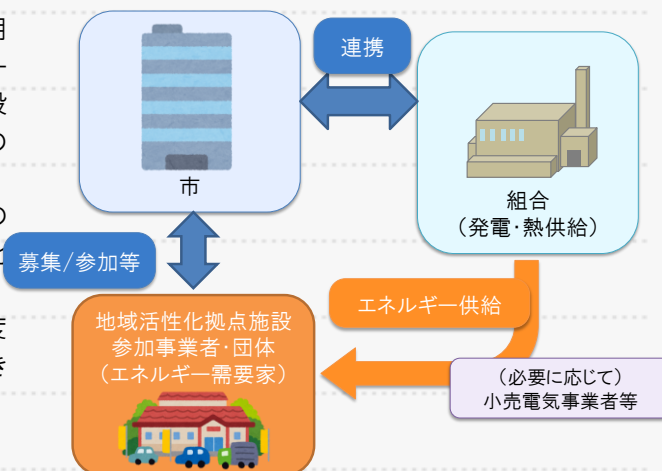 連携
市
組合
（発電･熱供給）
募集/参加等
エネルギー供給
地域活性化拠点施設
参加事業者･団体
（エネルギー需要家）
（必要に応じて）
小売電気事業者等